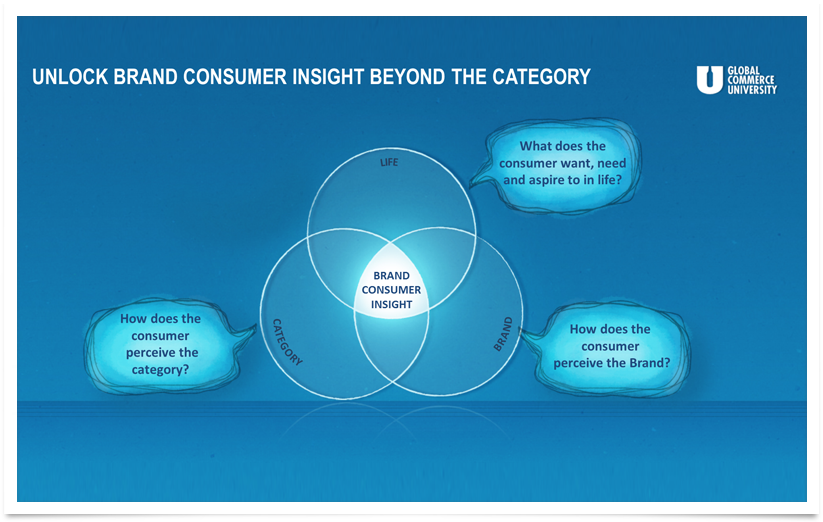 UNLOCK BRAND CONSUMER INSIGHT BEYOND THE CATEGORY
U GLOBAL
COMMERCE
UNIVERSITY
What does the
consumer want, need
and aspire to in life?
LIFE
BRAND
CONSUMER
INSIGHT
How does the
consumer
perceive the
category?
CATEGORY
BRAND
How does the
consumer
perceive the Brand?